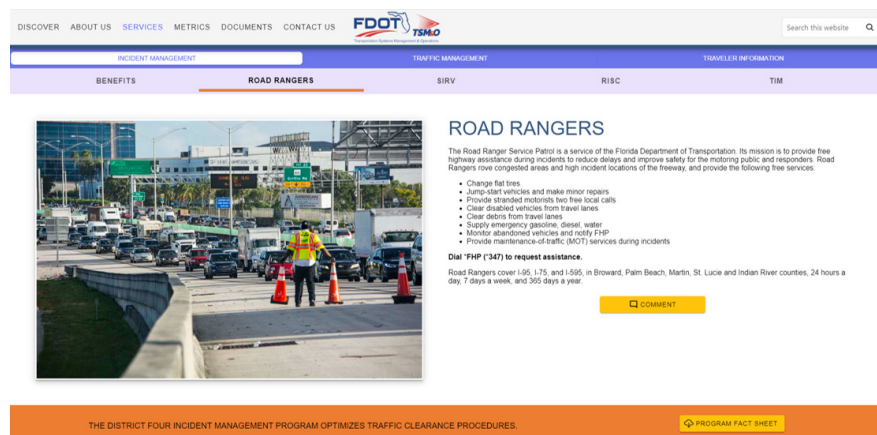 DISCOVER ABOUT US SERVICES METRICS DOCUMENTS CONTACT US
FDOT TSM&O
Transportation Systems Management & Operations
Search this website
INCIDENT MANAGEMENT TRAFFIC MANAGEMENT TRAVELER INFORMATION
BENEFITS ROAD RANGERS SIRV RISC TIM
ROAD RANGERS
The Road Ranger Service Patrol is a service of the Florida Department of Transportation. Its mission is to provide free
highway assistance during incidents to reduce delays and improve safety for the motoring public and responders. Road
Rangers rove congested areas and high incident locations of the freeway, and provide the following free services:
• Change flat tires
• Jump-start vehicles and make minor repairs
• Provide stranded motorists two free local calls
• Clear disabled vehicles from travel lanes
• Clear debris from travel lanes
• Supply emergency gasoline, diesel, water
• Monitor abandoned vehicles and notify FHP
• Provide maintenance-of-traffic (MOT) services during incidents
Dial *FHP (*347) to request assistance.
Road Rangers cover I-95, I-75, and I-595, in Broward, Palm Beach, Martin, St. Lucie and Indian River counties, 24 hours a
day, 7 days a week, and 365 days a year.
COMMENT
THE DISTRICT FOUR INCIDENT MANAGEMENT PROGRAM OPTIMIZES TRAFFIC CLEARANCE PROCEDURES.
PROGRAM FACT SHEET